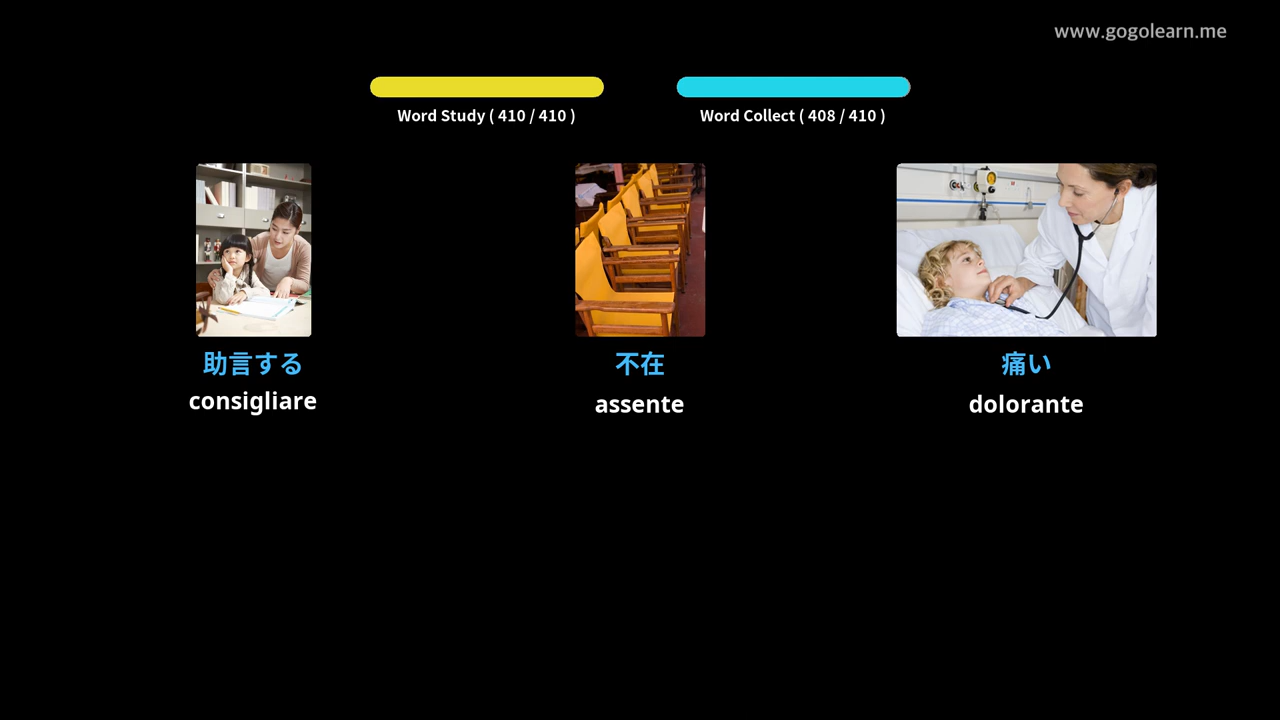 www.gogolearn.me
Word Study ( 410 / 410 )
Word Collect ( 408 / 410 )
助言する
不在
痛い
consigliare
assente
dolorante